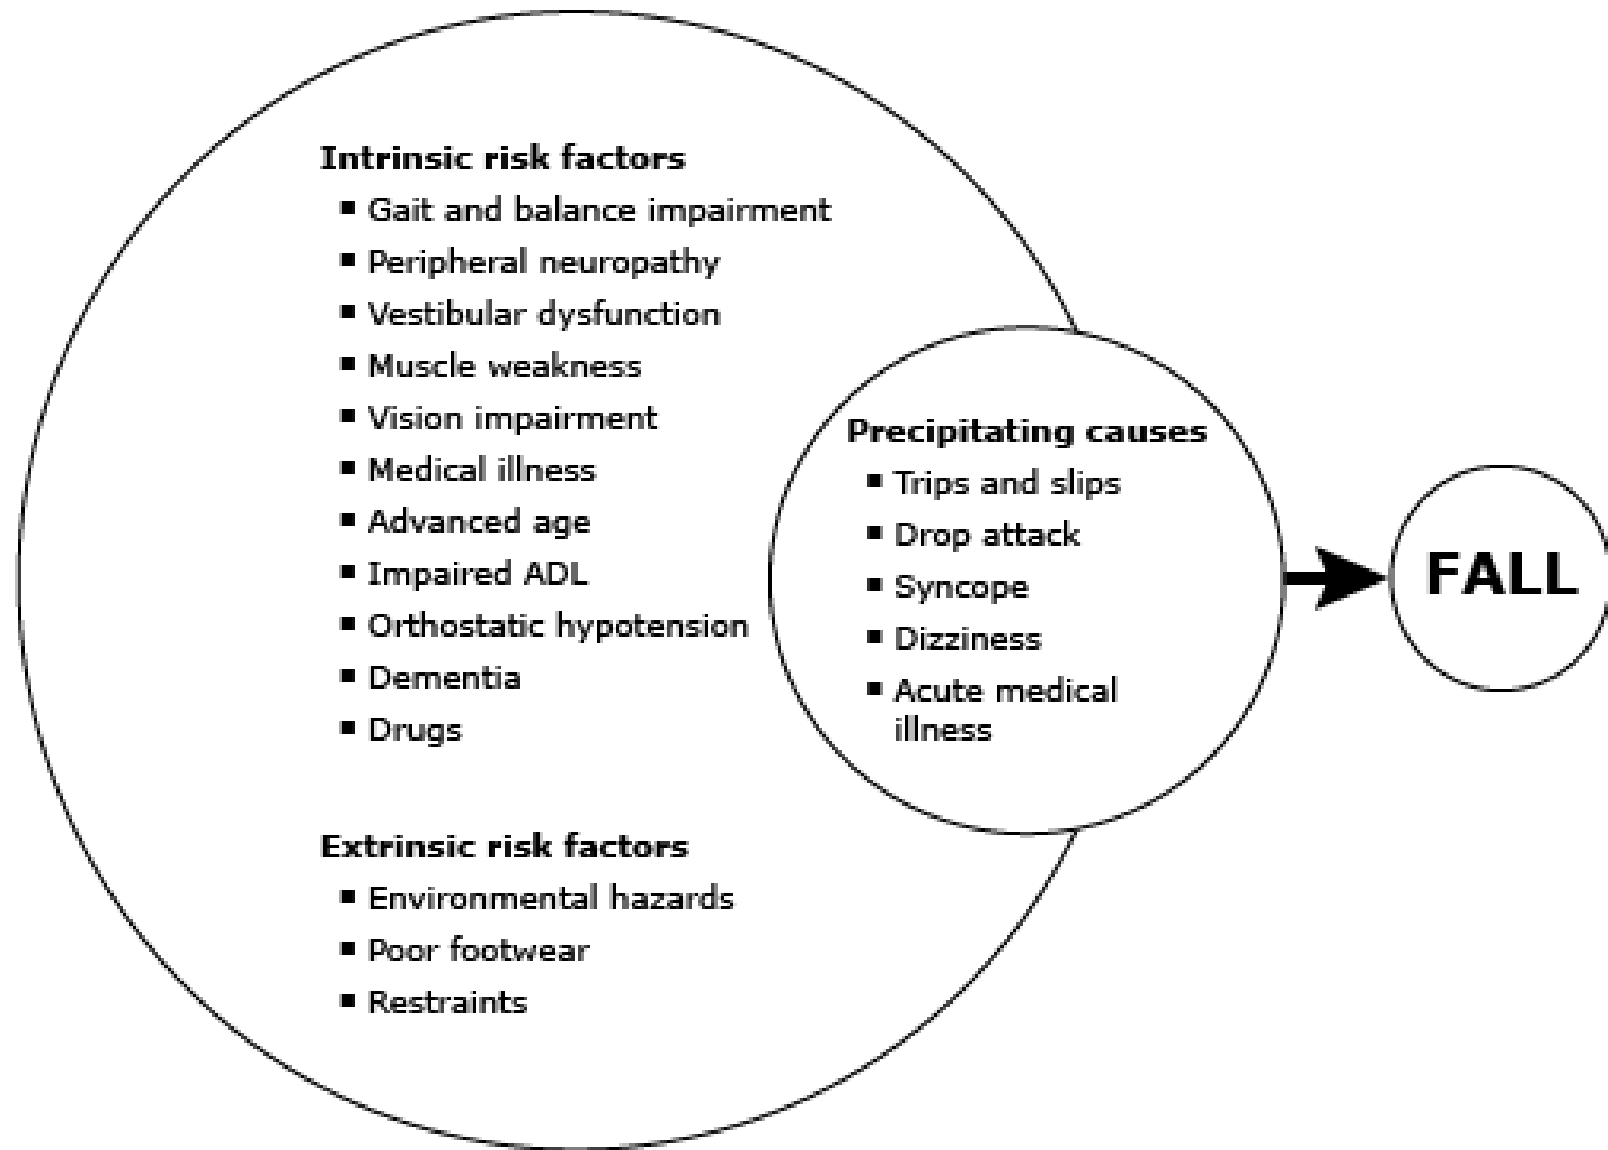 Intrinsic risk factors
▪ Gait and balance impairment
▪ Peripheral neuropathy
▪ Vestibular dysfunction
▪ Muscle weakness
▪ Vision impairment
▪ Medical illness
▪ Advanced age
▪ Impaired ADL
▪ Orthostatic hypotension
▪ Dementia
▪ Drugs
Extrinsic risk factors
▪ Environmental hazards
▪ Poor footwear
▪ Restraints
Precipitating causes
▪ Trips and slips
▪ Drop attack
▪ Syncope
▪ Dizziness
▪ Acute medical
illness
FALL